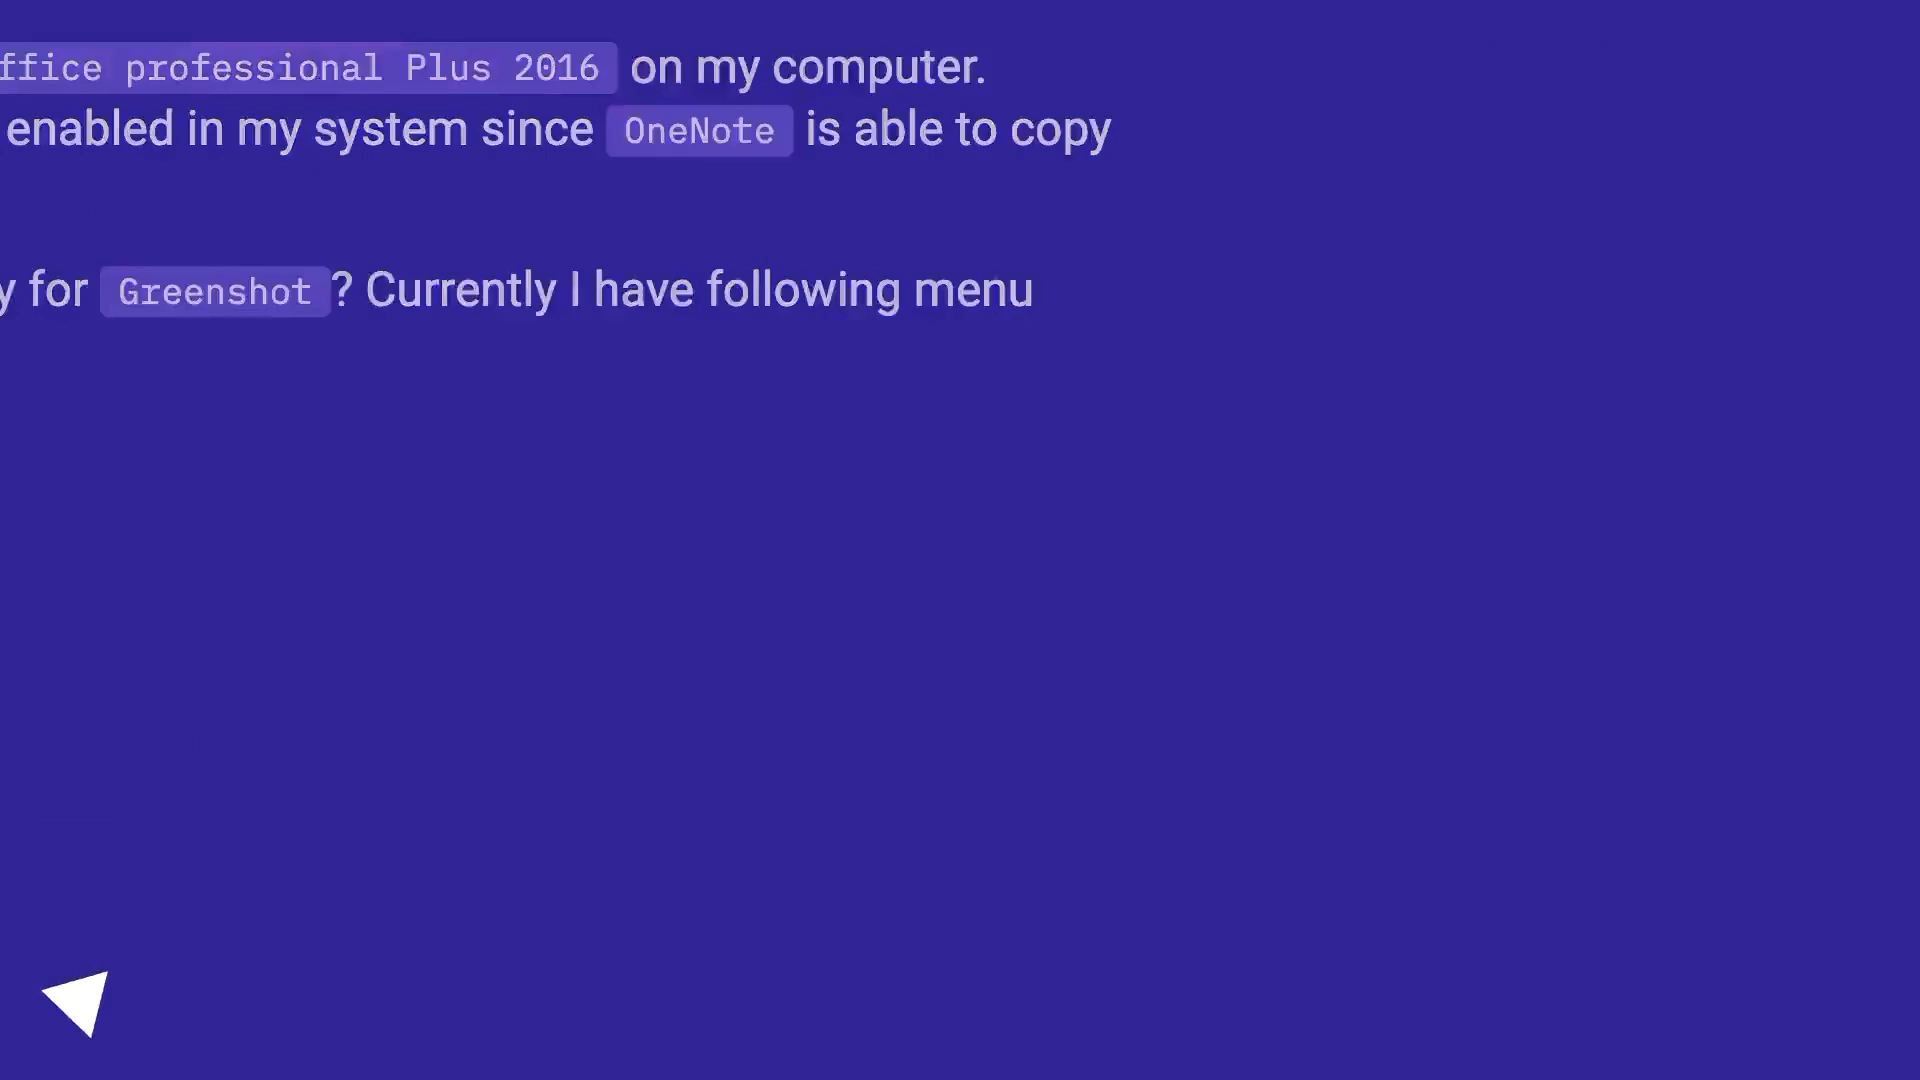 ffice professional Plus 2016 on my computer.
enabled in my system since OneNote is able to copy
y for Greenshot? Currently I have following menu